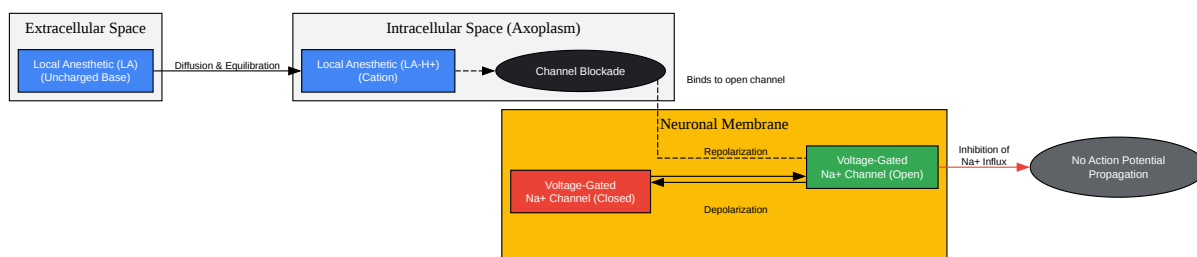 Extracellular Space
Local Anesthetic (LA)
(Uncharged Base)
Diffusion & Equilibration
Intracellular Space (Axoplasm)
Local Anesthetic (LA-H+)
(Cation)
Channel Blockade
Binds to open channel
Neuronal Membrane
Repolarization
Voltage-Gated
Na+ Channel (Open)
Voltage-Gated
Na+ Channel (Closed)
Depolarization
Inhibition of
Na+ Influx
No Action Potential
Propagation